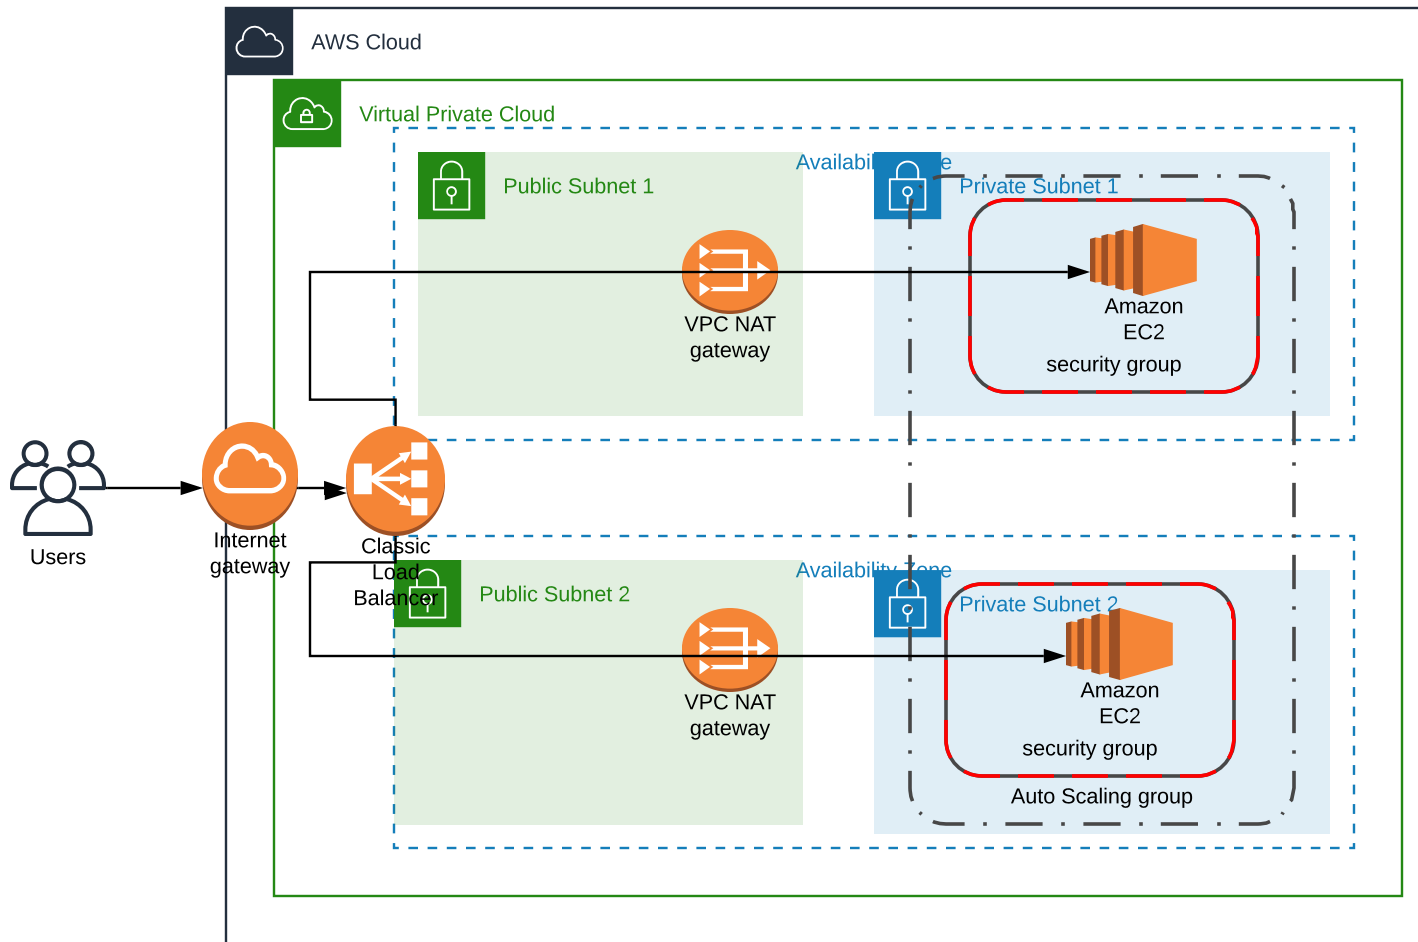 AWS Cloud
Virtual Private Cloud
Public Subnet 1
Private Subnet 1
VPC NAT
gateway
Amazon
EC2
security group
Users
Internet
gateway
Classic
Load
Balancer
Availability Zone
Public Subnet 2
Private Subnet 2
VPC NAT
gateway
Amazon
EC2
security group
Auto Scaling group